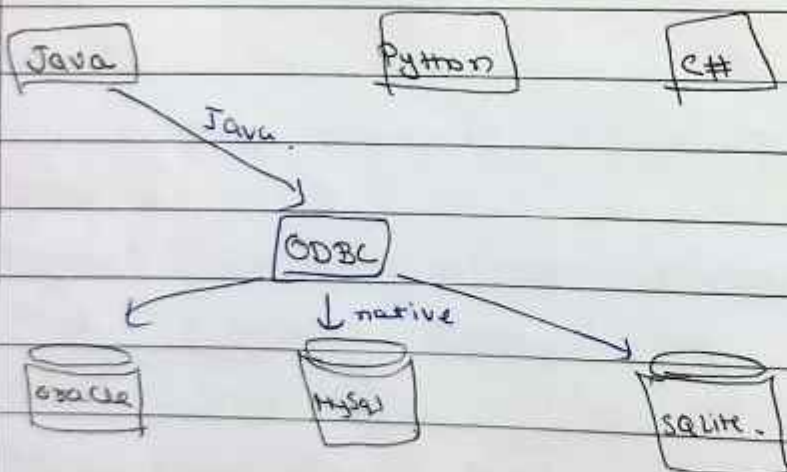 Java Python C#
Java.
ODBC
native
Oracle MySql SQLite.